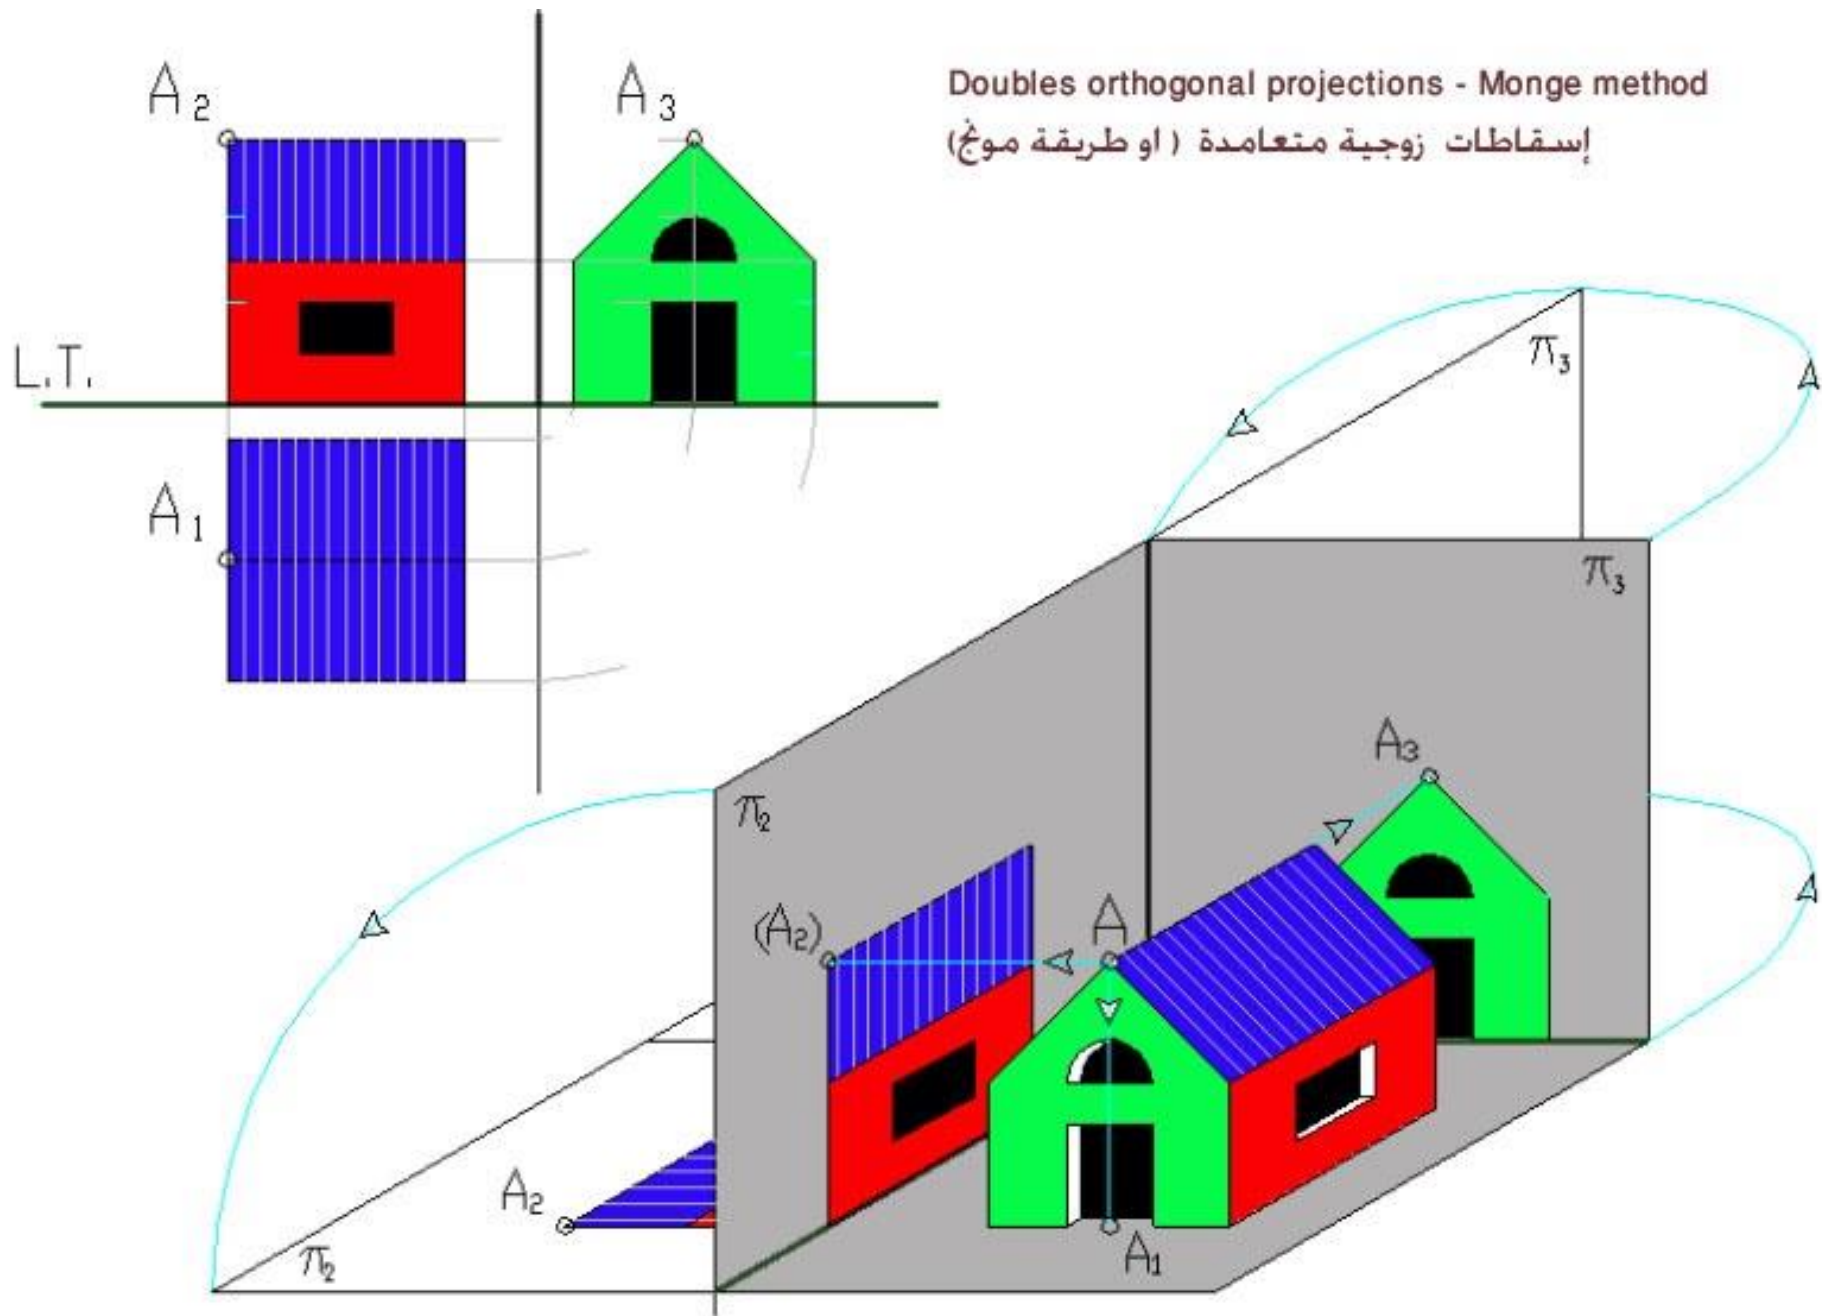 A2
A3
Doubles orthogonal projections - Monge method
إسقاطات زوجية متعامدة ( او طريقة مونج)
L.T.
A1
π3
π3
A3
π2
(A2)
A
A2
A1
π2